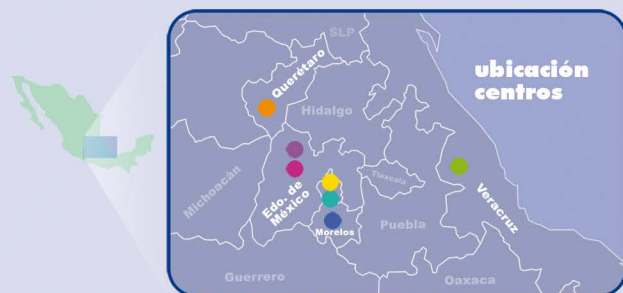 SLP
Querétaro
ubicación
centros
Hidalgo
Michoacán
Edo. de
México
Tlaxcala
Veracruz
Morelos
Puebla
Guerrero
Oaxaca